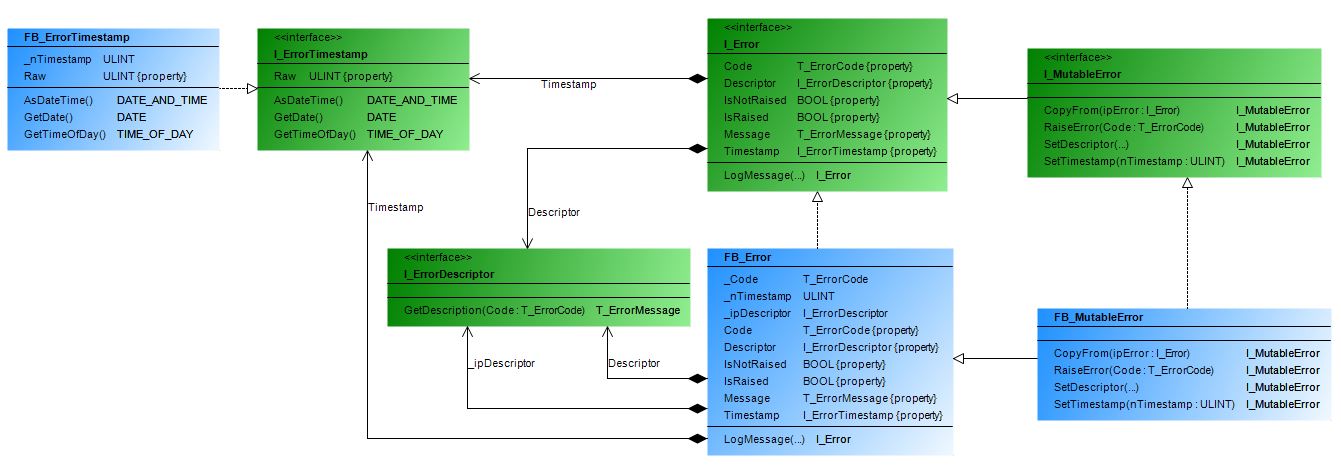 FB_ErrorTimestamp
_nTimestamp ULINT
Raw ULINT {property}
AsDateTime() DATE_AND_TIME
GetDate() DATE
GetTimeOfDay() TIME_OF_DAY
<<interface>>
I_ErrorTimestamp
Raw ULINT {property}
AsDateTime() DATE_AND_TIME
GetDate() DATE
GetTimeOfDay() TIME_OF_DAY
Timestamp
<<interface>>
I_Error
Code T_ErrorCode {property}
Descriptor I_ErrorDescriptor {property}
IsNotRaised BOOL {property}
IsRaised BOOL {property}
Message T_ErrorMessage {property}
Timestamp I_ErrorTimestamp {property}
LogMessage(...) I_Error
<<interface>>
I_MutableError
CopyFrom(ipError : I_Error) I_MutableError
RaiseError(Code : T_ErrorCode) I_MutableError
SetDescriptor(...) I_MutableError
SetTimestamp(nTimestamp : ULINT) I_MutableError
Timestamp
Descriptor
<<interface>>
I_ErrorDescriptor
GetDescription(Code : T_ErrorCode) T_ErrorMessage
_ipDescriptor
Descriptor
FB_Error
_Code T_ErrorCode
_nTimestamp ULINT
_ipDescriptor I_ErrorDescriptor
Code T_ErrorCode {property}
Descriptor I_ErrorDescriptor {property}
IsNotRaised BOOL {property}
IsRaised BOOL {property}
Message T_ErrorMessage {property}
Timestamp I_ErrorTimestamp {property}
LogMessage(...) I_Error
FB_MutableError
CopyFrom(ipError : I_Error) I_MutableError
RaiseError(Code : T_ErrorCode) I_MutableError
SetDescriptor(...) I_MutableError
SetTimestamp(nTimestamp : ULINT) I_MutableError